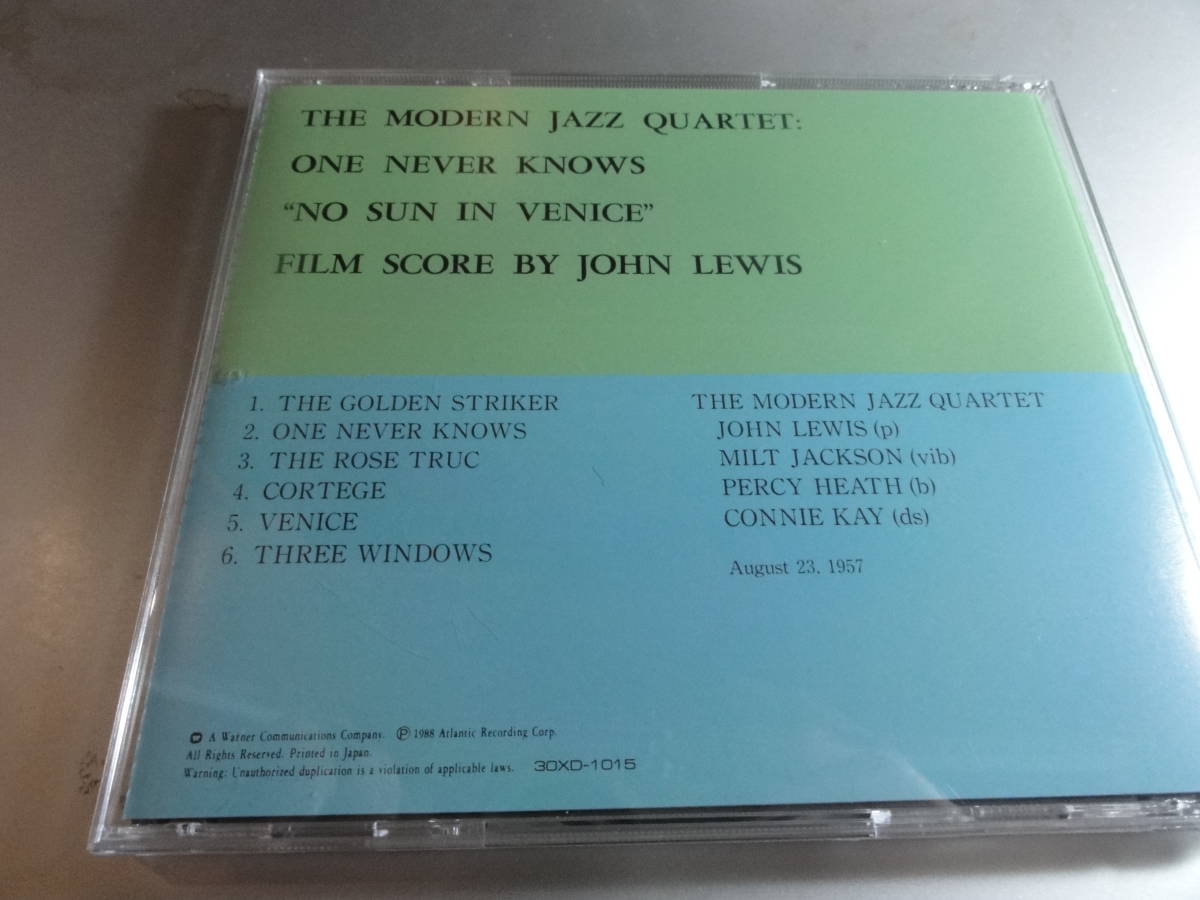 THE MODERN JAZZ QUARTET:
ONE NEVER KNOWS
“NO SUN IN VENICE”
FILM SCORE BY JOHN LEWIS
1. THE GOLDEN STRIKER
2. ONE NEVER KNOWS
3. THE ROSE TRUC
4. CORTEGE
5. VENICE
6. THREE WINDOWS
THE MODERN JAZZ QUARTET
JOHN LEWIS (p)
MILT JACKSON (vib)
PERCY HEATH (b)
CONNIE KAY (ds)
August 23, 1957
A Warner Communications Company. Ⓟ 1988 Atlantic Recording Corp.
All Rights Reserved. Printed in Japan.
Warning: Unauthorized duplication is a violation of applicable laws. 30XD-1015